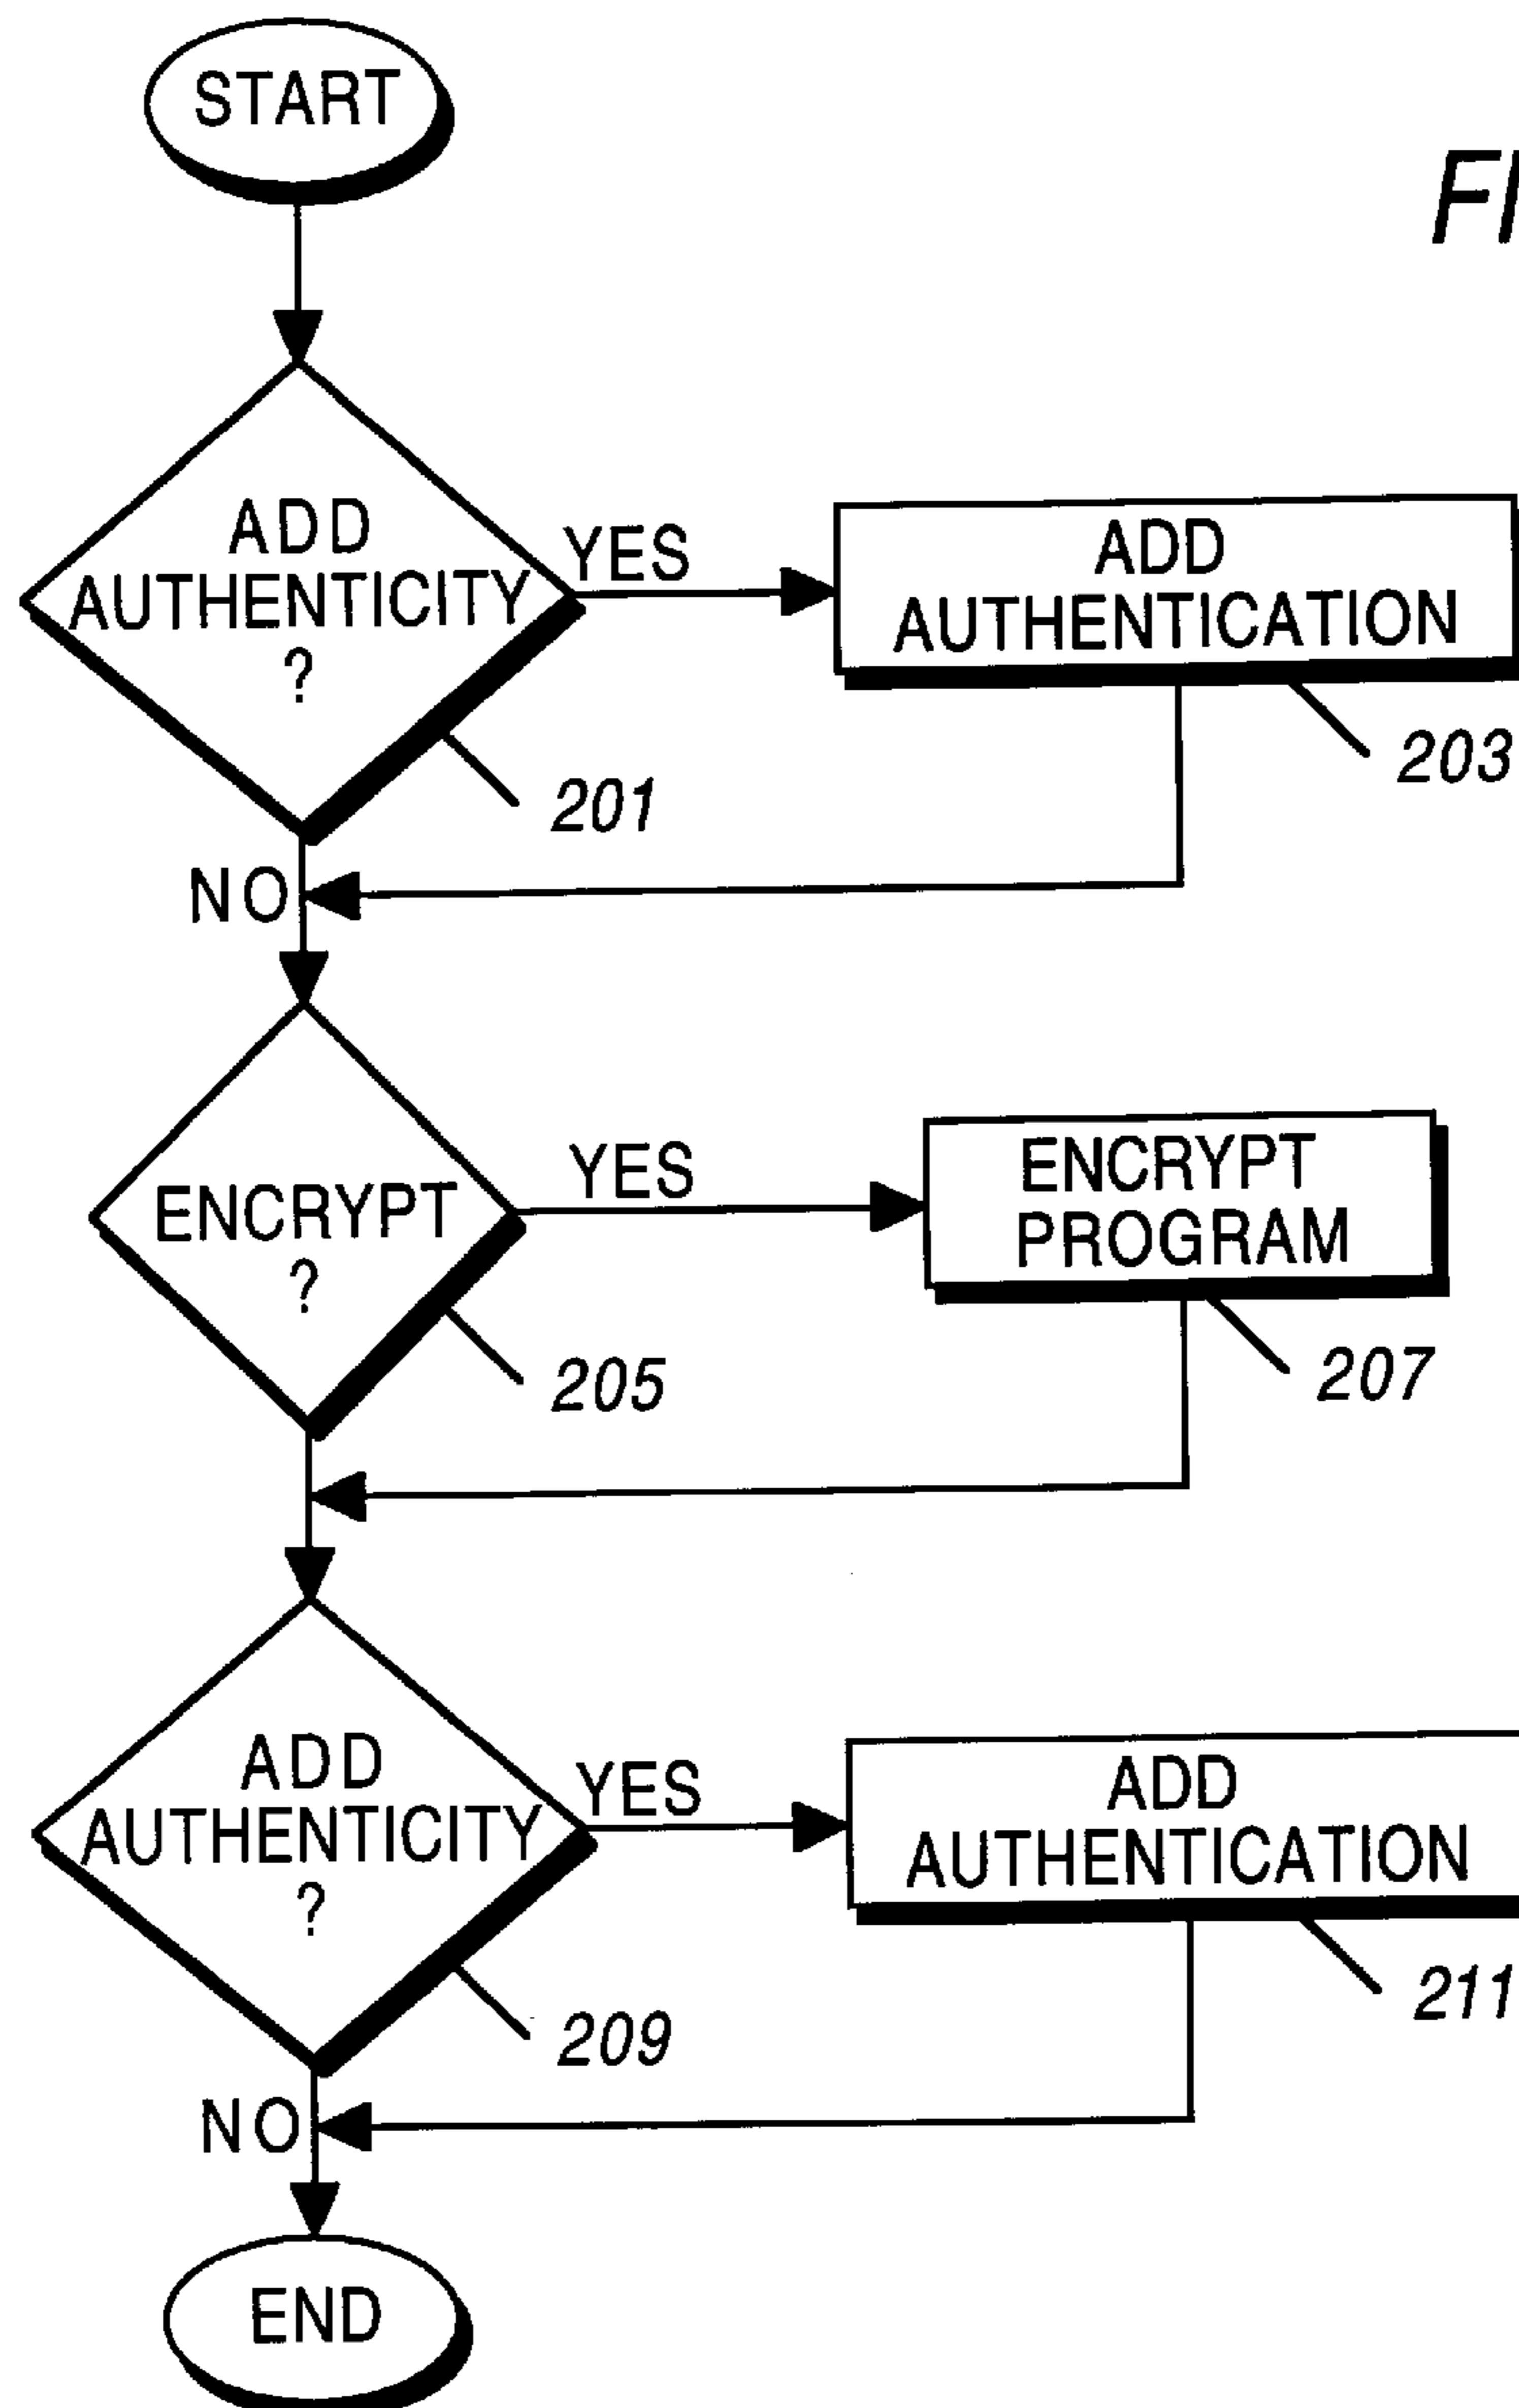 START
ADD
AUTHENTICITY
?
YES
ADD
AUTHENTICATION
201
203
NO
ENCRYPT
?
YES
ENCRYPT
PROGRAM
205
207
ADD
AUTHENTICITY
?
YES
ADD
AUTHENTICATION
209
211
NO
END